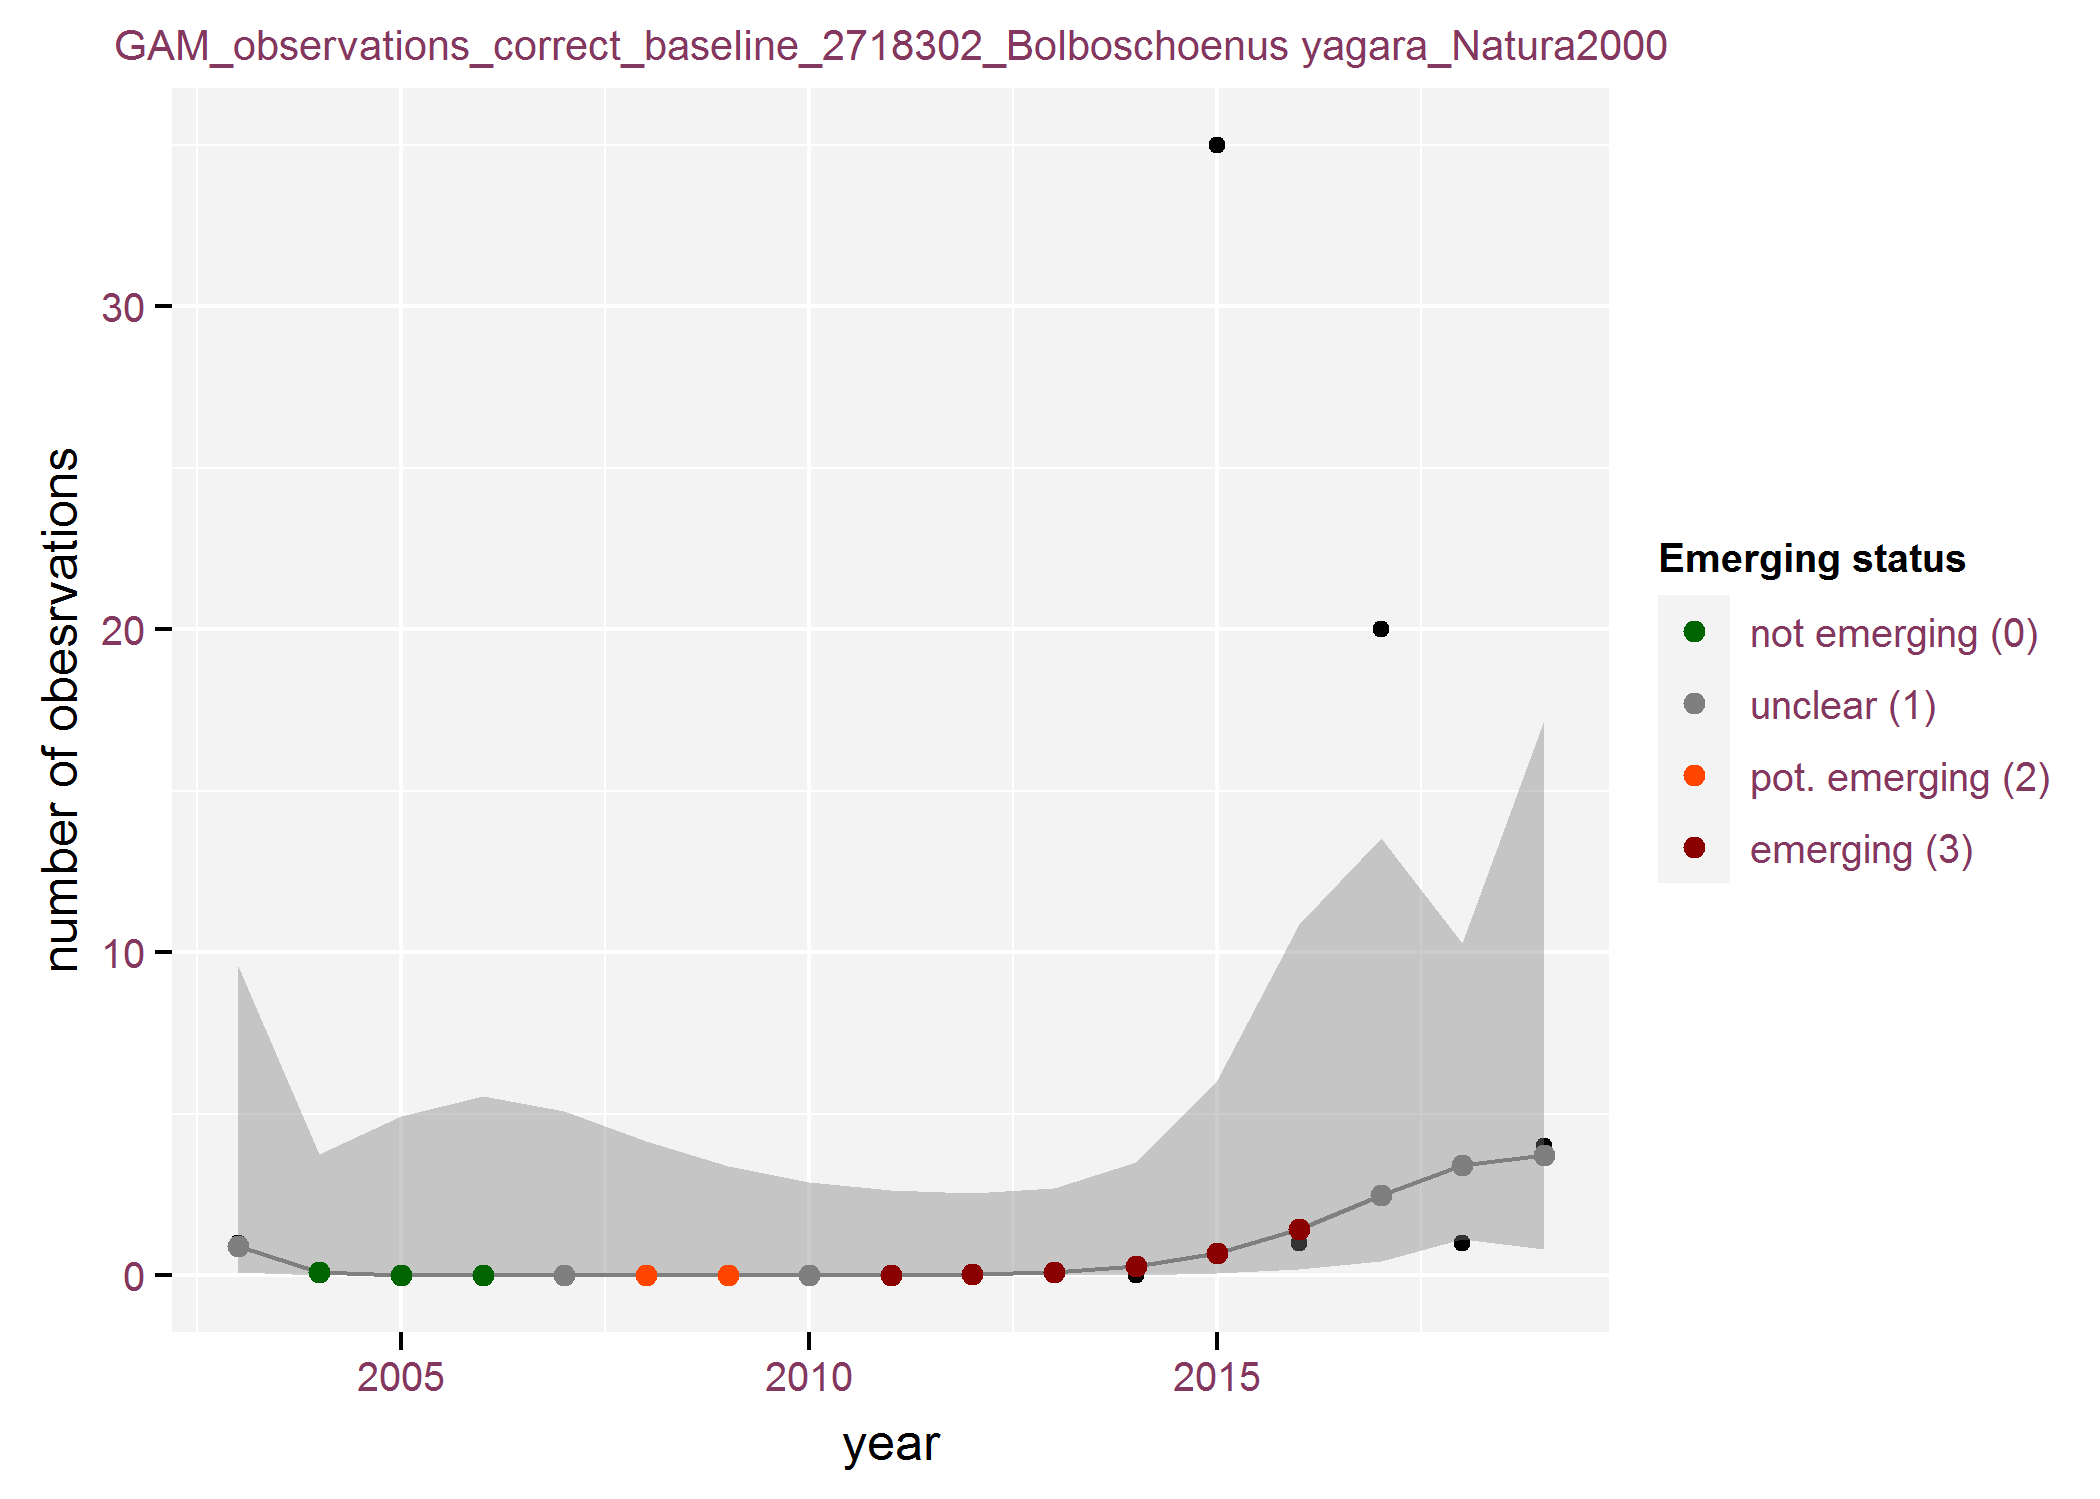 GAM_observations_correct_baseline_2718302_Bolboschoenus yagara_Natura2000
number of obesrvations
30
20
10
0
2005
2010
2015
year
Emerging status
not emerging (0)
unclear (1)
pot. emerging (2)
emerging (3)